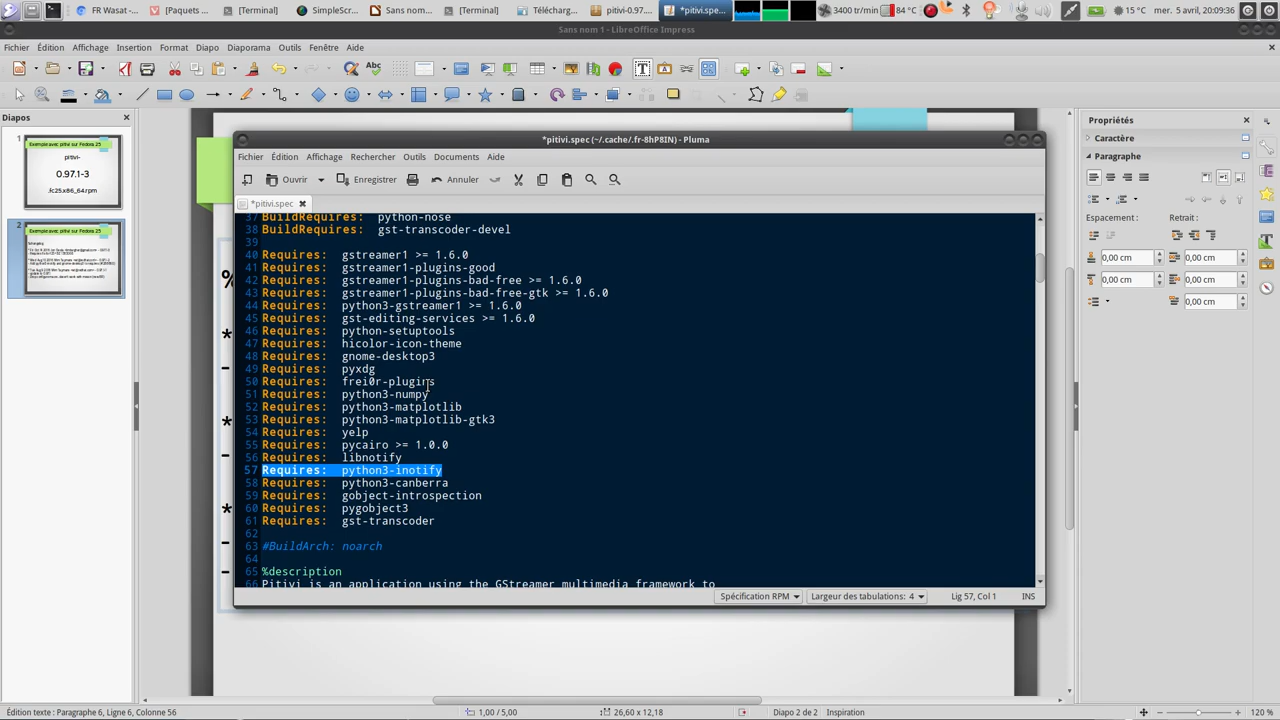 FR Wasat ...
[Paquets ...
[Terminal]
SimpleScr...
Sans nom...
[Terminal]
Télécharg...
pitivi-0.97....
*pitivi.spe...
3400 tr/min
84 °C
15 °C
mer. 5 avril, 20:09:36
Sans nom 1 - LibreOffice Impress
Fichier Édition Affichage Insertion Format Diapo Diaporama Outils Fenêtre Aide
Diapos
1
Exemple avec pitivi sur Fedora 25
pitivi-
0.97.1-3
.fc25.x86_64.rpm
2
Exemple avec pitivi sur Fedora 25
*pitivi.spec (~/.cache/.fr-8hP8IN) - Pluma
Fichier Édition Affichage Rechercher Outils Documents Aide
Ouvrir Enregistrer Annuler
*pitivi.spec
37 BuildRequires: python-nose
38 BuildRequires: gst-transcoder-devel
39
40 Requires: gstreamer1 >= 1.6.0
41 Requires: gstreamer1-plugins-good
42 Requires: gstreamer1-plugins-bad-free >= 1.6.0
43 Requires: gstreamer1-plugins-bad-free-gtk >= 1.6.0
44 Requires: python3-gstreamer1 >= 1.6.0
45 Requires: gst-editing-services >= 1.6.0
46 Requires: python-setuptools
47 Requires: hicolor-icon-theme
48 Requires: gnome-desktop3
49 Requires: pyxdg
50 Requires: frei0r-plugins
51 Requires: python3-numpy
52 Requires: python3-matplotlib
53 Requires: python3-matplotlib-gtk3
54 Requires: yelp
55 Requires: pycairo >= 1.0.0
56 Requires: libnotify
57 Requires: python3-inotify
58 Requires: python3-canberra
59 Requires: gobject-introspection
60 Requires: pygobject3
61 Requires: gst-transcoder
62
63 #BuildArch: noarch
64
65 %description
66 Pitivi is an application using the GStreamer multimedia framework to
Spécification RPM Largeur des tabulations: 4 Lig 57, Col 1 INS
%
*
*
-
-
*
-
-
-
Propriétés
Caractère
Paragraphe
Espacement : Retrait :
0,00 cm 0,00 cm
0,00 cm 0,00 cm
0,00 cm
Édition texte : Paragraphe 6, Ligne 6, Colonne 56 1,00 / 5,00 26,60 x 12,18 Diapo 2 de 2 Inspiration 120 %